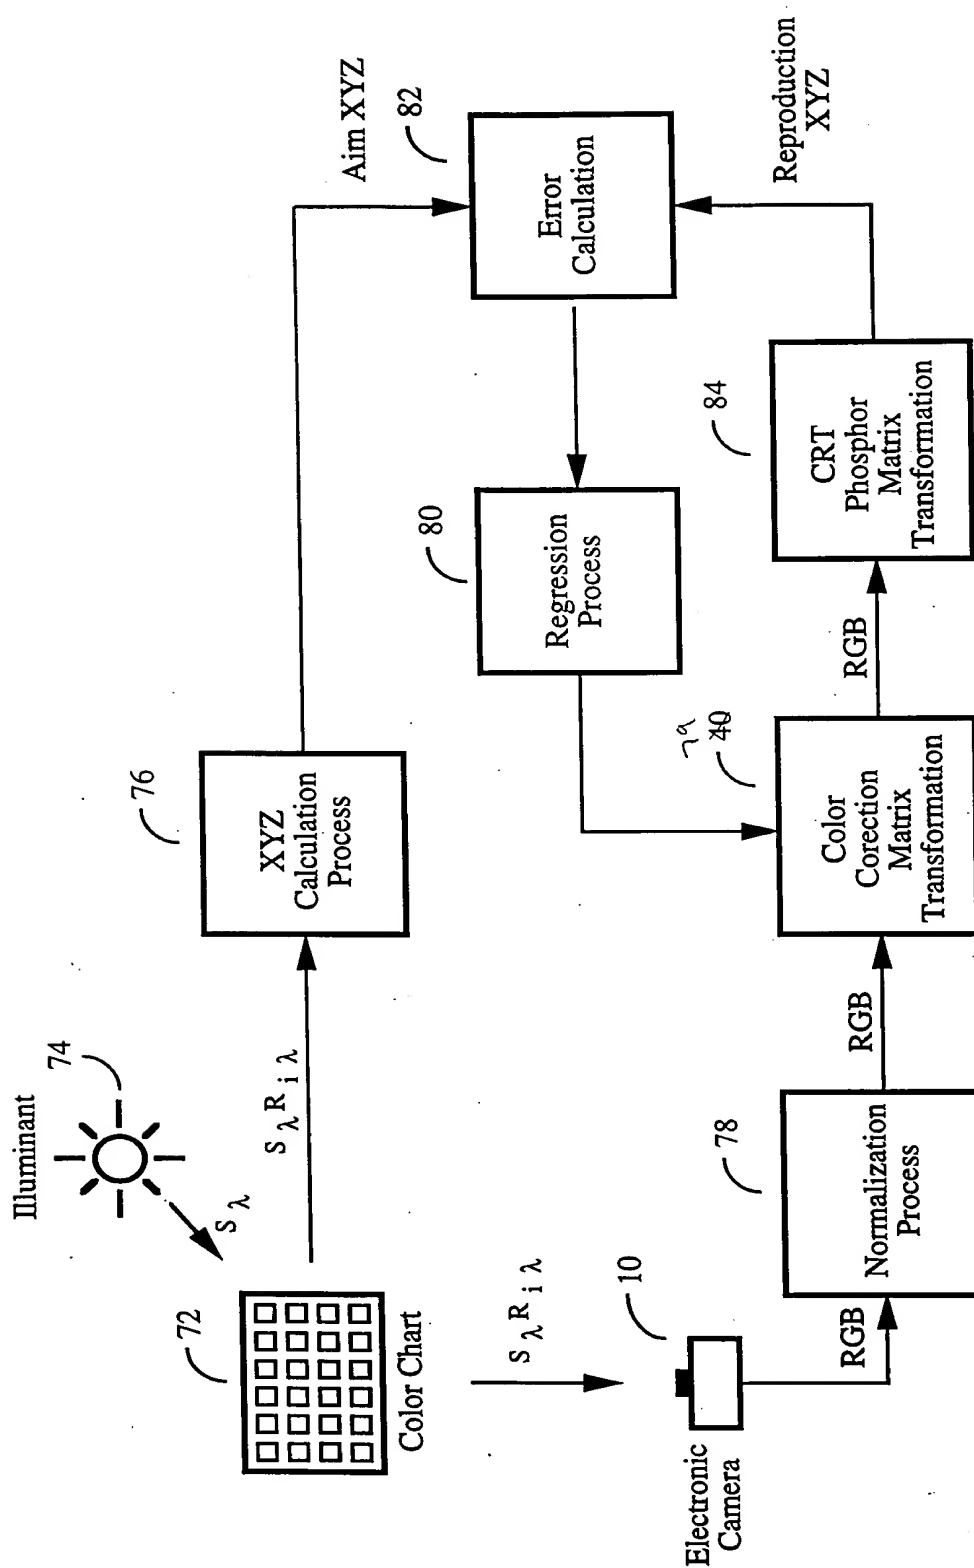 Illuminant
74
S λ
72
Color Chart
S λ R i λ
76
XYZ
Calculation
Process
Aim XYZ
82
Error
Calculation
80
Regression
Process
S λ R i λ
10
Electronic
Camera
RGB
78
Normalization
Process
RGB
79
40
Color
Corection
Matrix
Transformation
RGB
84
CRT
Phosphor
Matrix
Transformation
Reproduction
XYZ